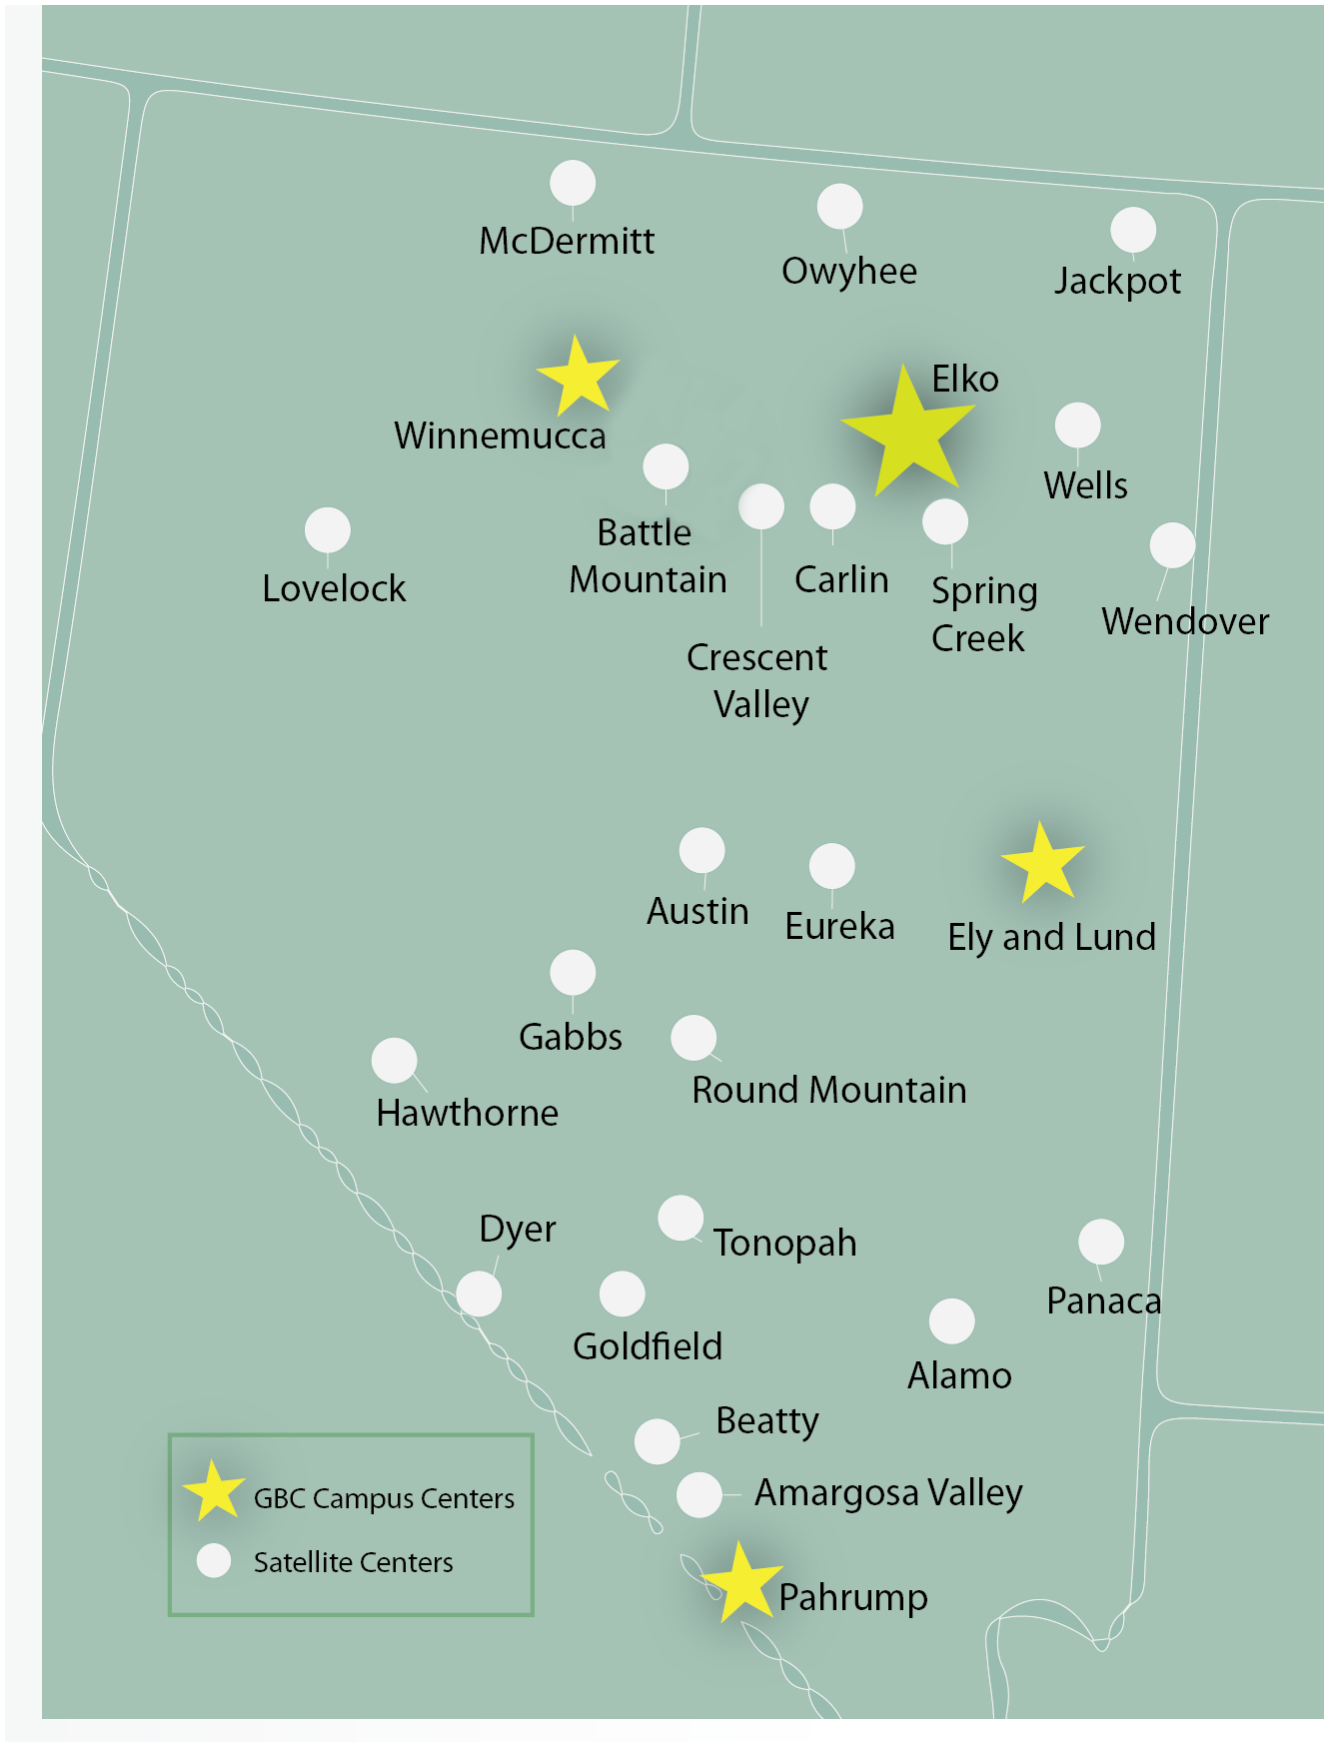 McDermitt
Owyhee
Jackpot
Elko
Winnemucca
Wells
Battle
Mountain
Lovelock
Carlin
Spring
Creek
Wendover
Crescent
Valley
Austin
Eureka
Ely and Lund
Gabbs
Round Mountain
Hawthorne
Dyer
Tonopah
Panaca
Goldfield
Alamo
Beatty
Amargosa Valley
Pahrump
GBC Campus Centers
Satellite Centers